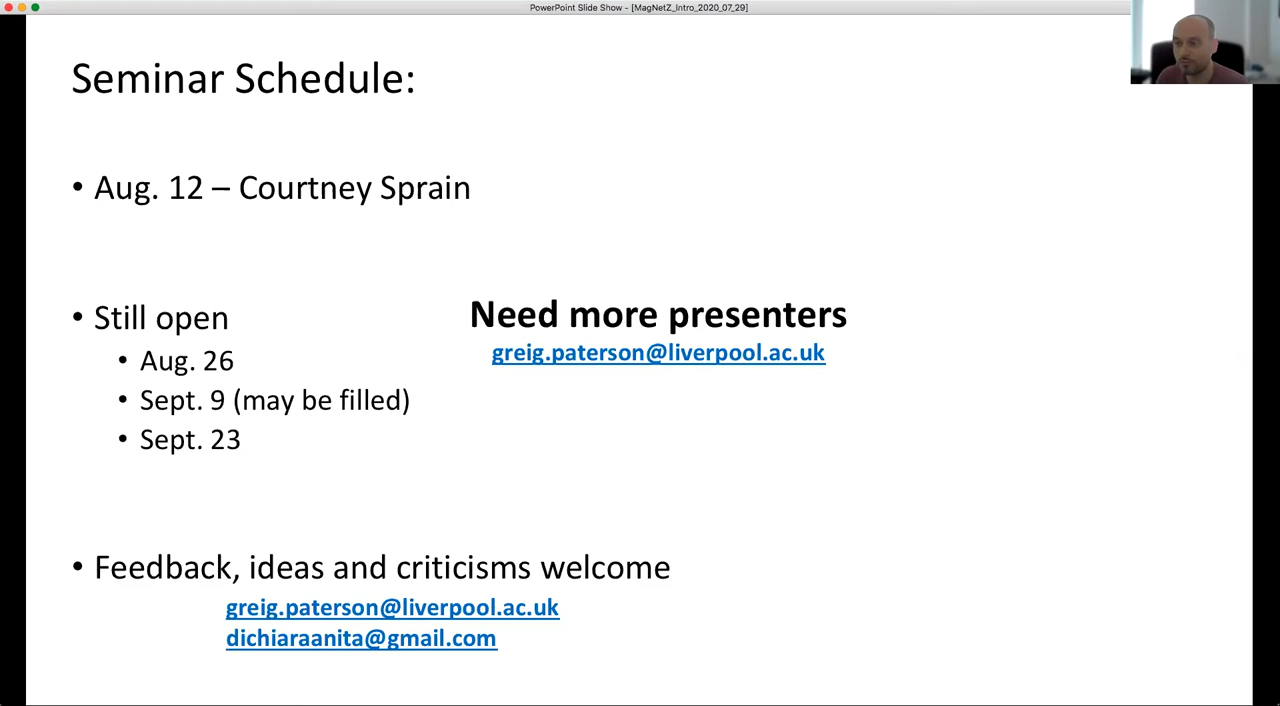 PowerPoint Slide Show - [MagNetZ_Intro_2020_07_29]
Seminar Schedule:
• Aug. 12 – Courtney Sprain
• Still open
• Aug. 26
• Sept. 9 (may be filled)
• Sept. 23
Need more presenters
greig.paterson@liverpool.ac.uk
• Feedback, ideas and criticisms welcome
greig.paterson@liverpool.ac.uk
dichiaraanita@gmail.com